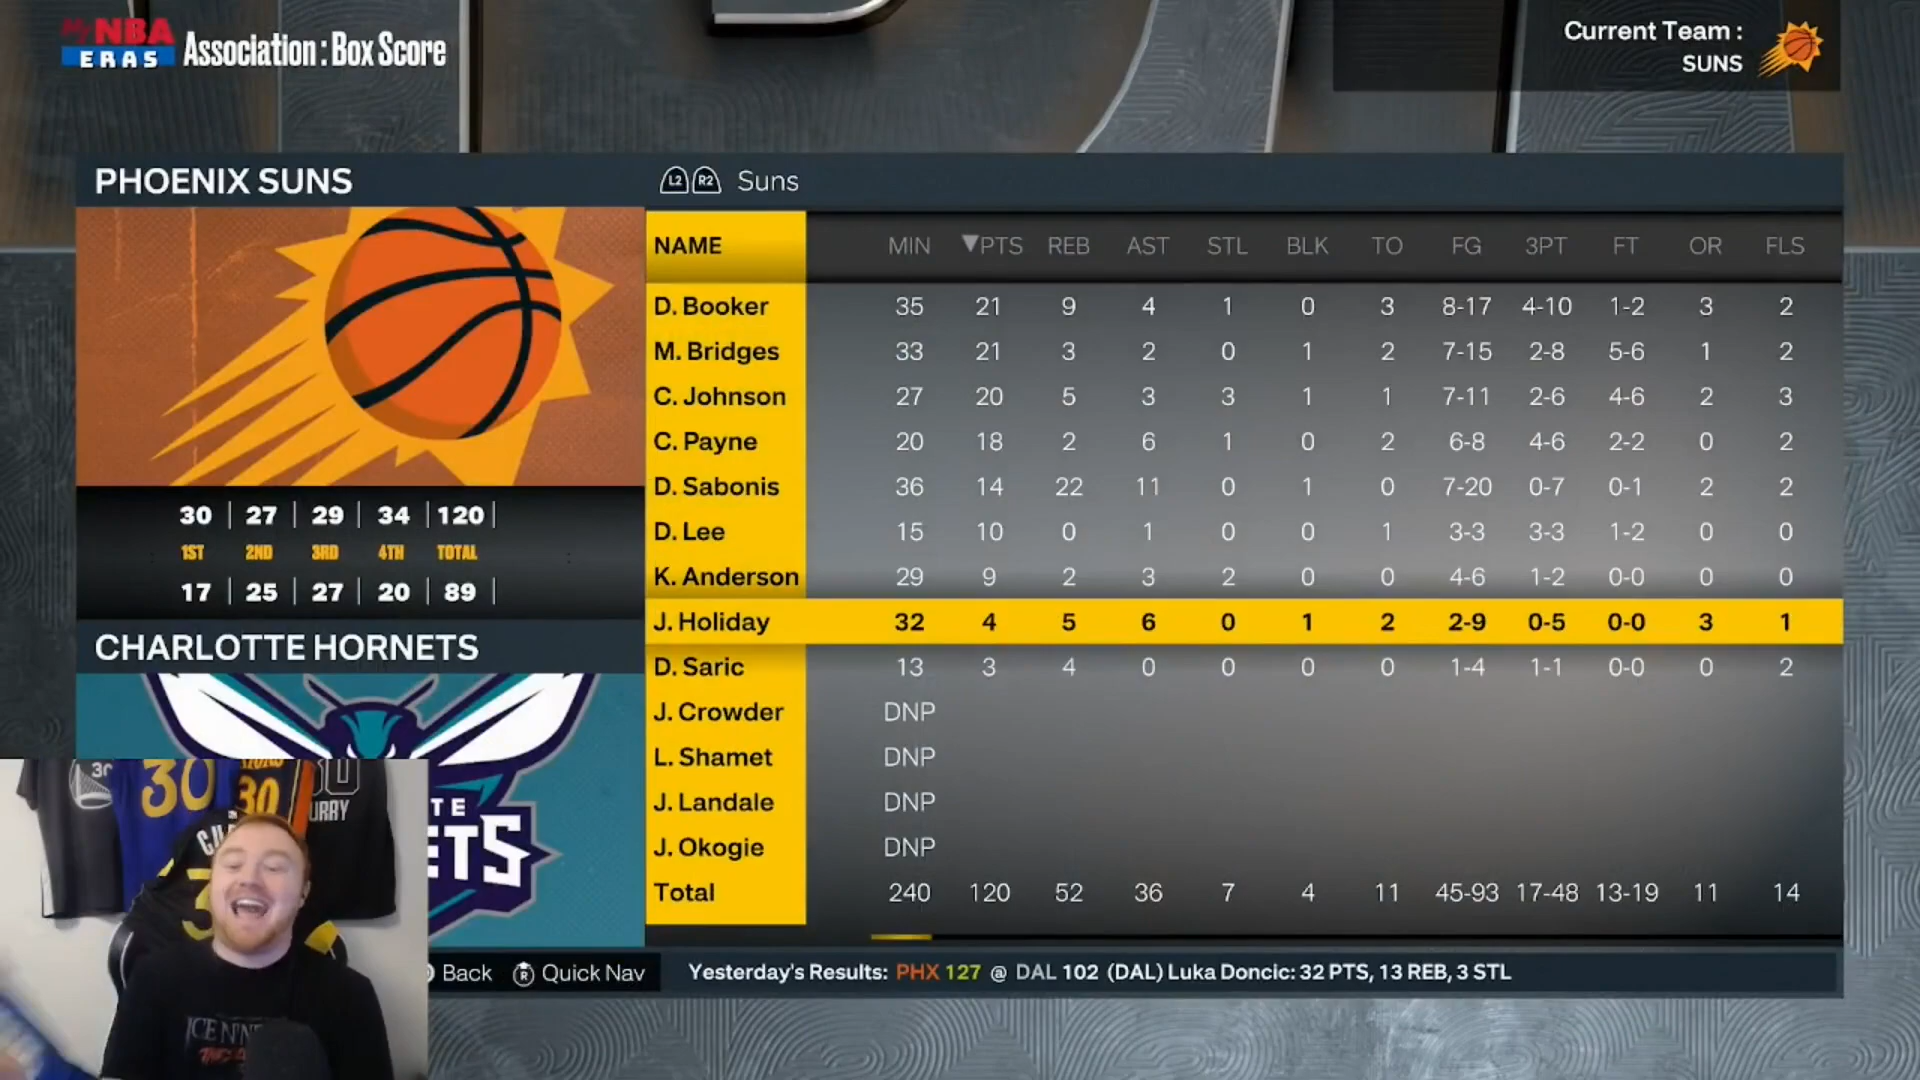 My NBA
ERAS
Association : Box Score
Current Team :
SUNS
PHOENIX SUNS
L2 R2 Suns
NAME MIN ▼PTS REB AST STL BLK TO FG 3PT FT OR FLS
D. Booker 35 21 9 4 1 0 3 8-17 4-10 1-2 3 2
M. Bridges 33 21 3 2 0 1 2 7-15 2-8 5-6 1 2
C. Johnson 27 20 5 3 3 1 1 7-11 2-6 4-6 2 3
C. Payne 20 18 2 6 1 0 2 6-8 4-6 2-2 0 2
D. Sabonis 36 14 22 11 0 1 0 7-20 0-7 0-1 2 2
D. Lee 15 10 0 1 0 0 1 3-3 3-3 1-2 0 0
K. Anderson 29 9 2 3 2 0 0 4-6 1-2 0-0 0 0
J. Holiday 32 4 5 6 0 1 2 2-9 0-5 0-0 3 1
D. Saric 13 3 4 0 0 0 0 1-4 1-1 0-0 0 2
J. Crowder DNP
L. Shamet DNP
J. Landale DNP
J. Okogie DNP
Total 240 120 52 36 7 4 11 45-93 17-48 13-19 11 14
30 | 27 | 29 | 34 | 120 |
1ST 2ND 3RD 4TH TOTAL
17 | 25 | 27 | 20 | 89 |
CHARLOTTE HORNETS
TE
ETS
30
30
30
URRY
Back R Quick Nav
Yesterday's Results: PHX 127 @ DAL 102 (DAL) Luka Doncic: 32 PTS, 13 REB, 3 STL